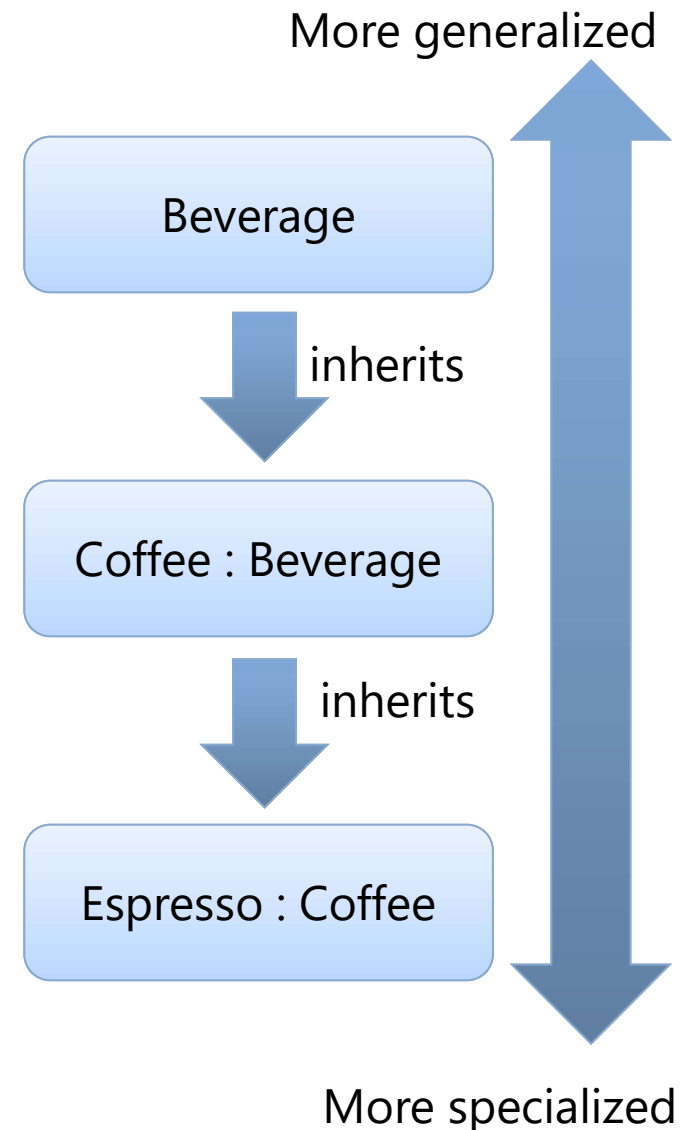 More generalized
Beverage
inherits
Coffee : Beverage
inherits
Espresso : Coffee
More specialized